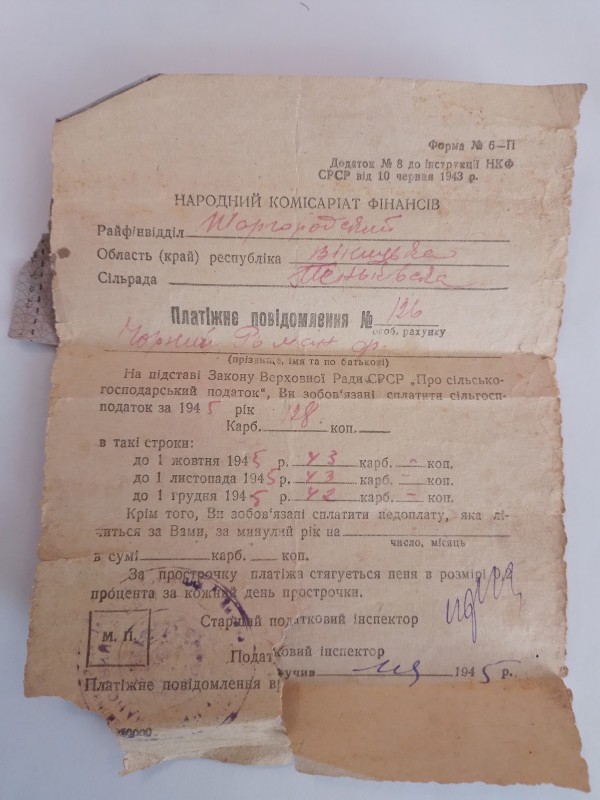 Форма № 6—П
Додаток № 8 до інструкції НКФ
СРСР від 10 червня 1943 р.
НАРОДНИЙ КОМІСАРІАТ ФІНАНСІВ
Райфінвідділ Шаргородский
Область (край) республіка
Сільрада
Платіжне повідомлення № 126
особ. рахунку
Чорний Роман
(прізвище, імя та по батькові)
На підставі Закону Верховної Ради СРСР „Про сільсько-
господарський податок“, Ви зобов'язані сплатити сільгосп-
податок за 1945 рік 128
Карб. коп.
в такі строки:
до 1 жовтня 1945 р. 43 карб. - коп.
до 1 листопада 1945 р. 43 карб. - коп.
до 1 грудня 1945 р. 42 карб. - коп.
Крім того, Ви зобов'язані сплатити недоплату, яка лі-
читься за Вами, за минулий рік на
число, місяць
в сумі карб. коп.
За прострочку платіжа стягується пеня в розмірі
процента за кожний день прострочки.
Старший податковий інспектор
М. П.
Податковий інспектор
Платіжне повідомлення вручив 1945 р.